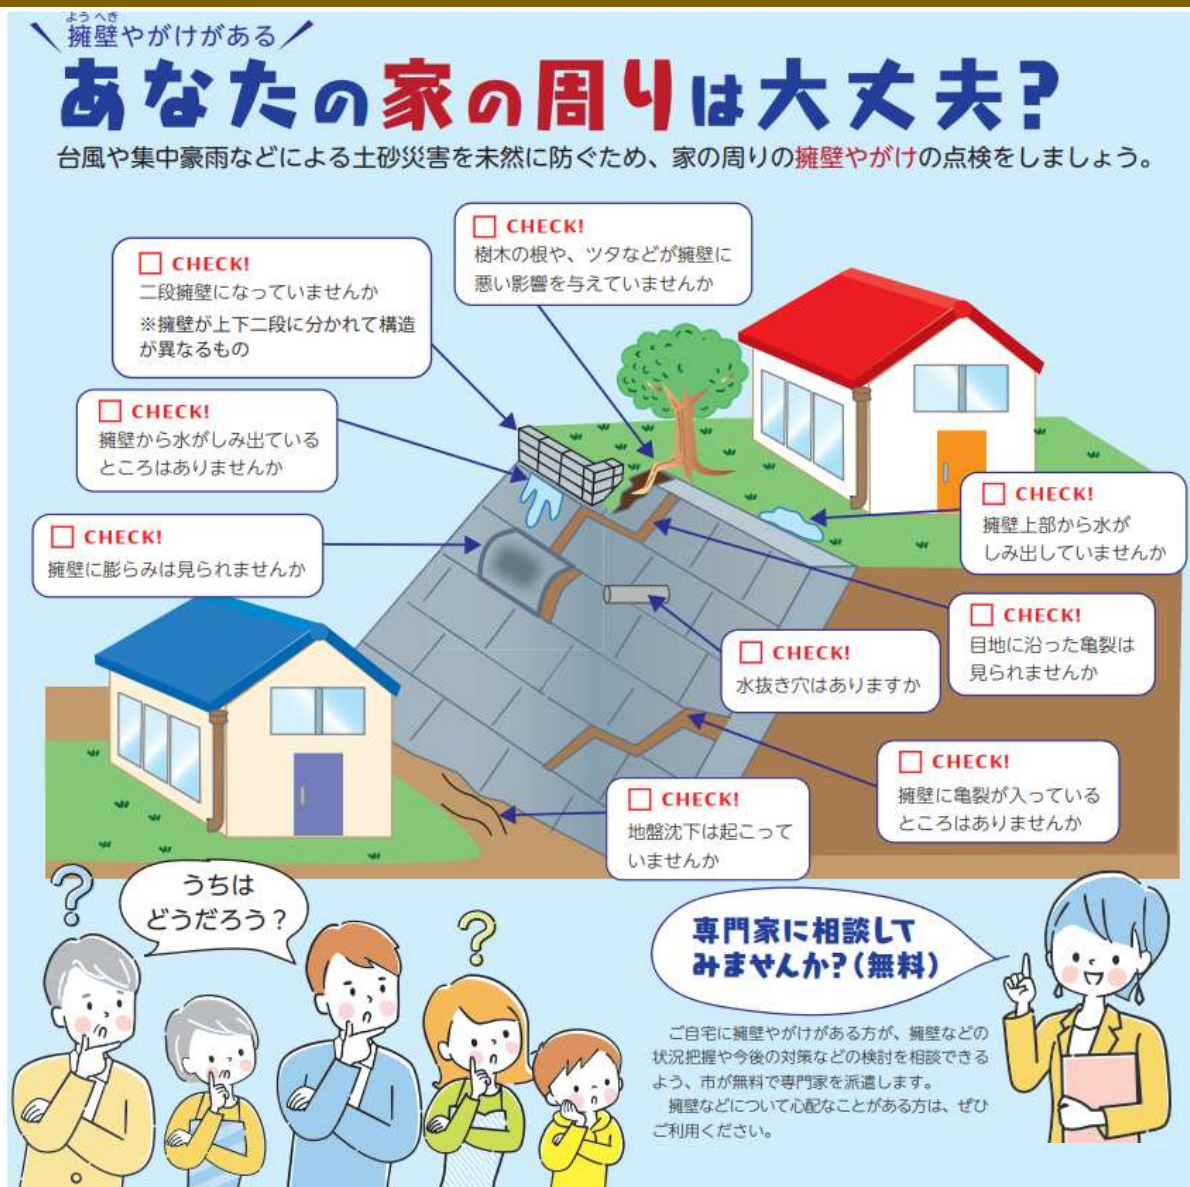 ようへき
擁壁やがけがある
あなたの家の周りは大丈夫?
台風や集中豪雨などによる土砂災害を未然に防ぐため、家の周りの擁壁やがけの点検をしましょう。
CHECK!
樹木の根や、ツタなどが擁壁に
悪い影響を与えていませんか
CHECK!
二段擁壁になっていませんか
※擁壁が上下二段に分かれて構造
が異なるもの
CHECK!
擁壁から水がしみ出ている
ところはありませんか
CHECK!
擁壁上部から水が
しみ出していませんか
CHECK!
擁壁に膨らみは見られませんか
CHECK!
目地に沿った亀裂は
見られませんか
CHECK!
水抜き穴はありますか
CHECK!
擁壁に亀裂が入っている
ところはありませんか
CHECK!
地盤沈下は起こって
いませんか
うちは
どうだろう?
専門家に相談して
みませんか?(無料)
ご自宅に擁壁やがけがある方が、擁壁などの
状況把握や今後の対策などの検討を相談できる
よう、市が無料で専門家を派遣します。
擁壁などについて心配なことがある方は、ぜひ
ご利用ください。